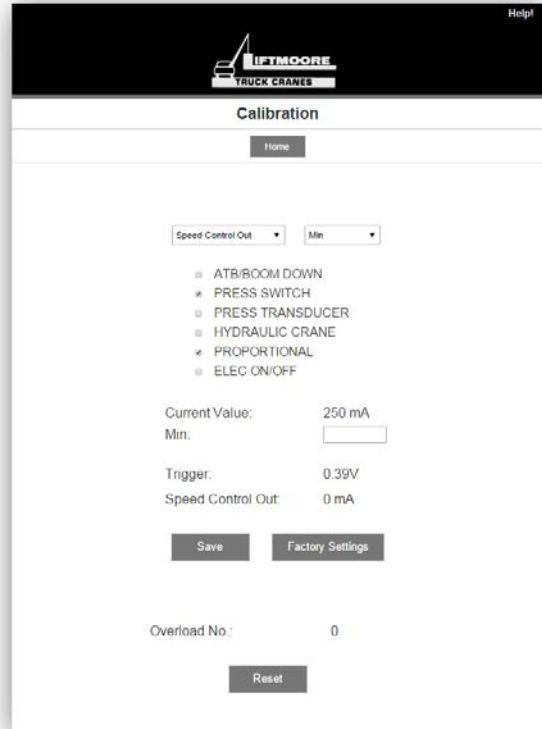 Help!
LIFTMOORE
TRUCK CRANES
Calibration
Home
Speed Control Out Min
ATB/BOOM DOWN
PRESS SWITCH
PRESS TRANSDUCER
HYDRAULIC CRANE
PROPORTIONAL
ELEC ON/OFF
Current Value: 250 mA
Min:
Trigger: 0.39V
Speed Control Out: 0 mA
Save Factory Settings
Overload No.: 0
Reset